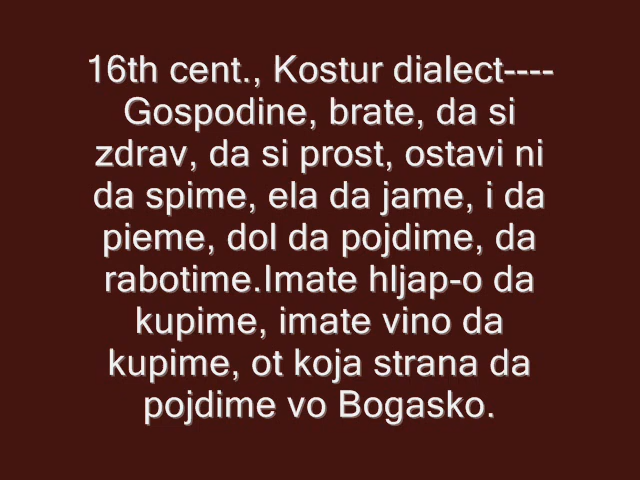 16th cent., Kostur dialect----
Gospodine, brate, da si
zdrav, da si prost, ostavi ni
da spime, ela da jame, i da
pieme, dol da pojdime, da
rabotime.Imate hljap-o da
kupime, imate vino da
kupime, ot koja strana da
pojdime vo Bogasko.